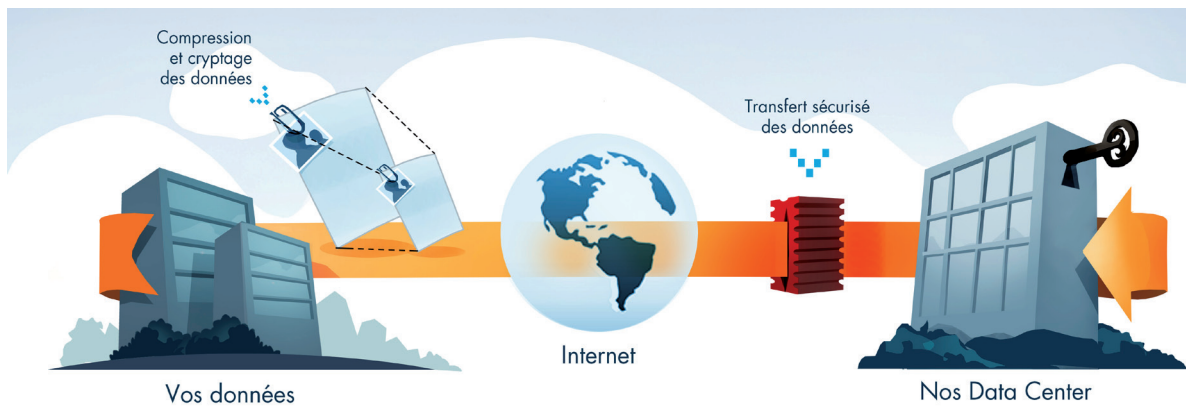 Compression
et cryptage
des données
Transfert sécurisé
des données
Internet
Vos données
Nos Data Center